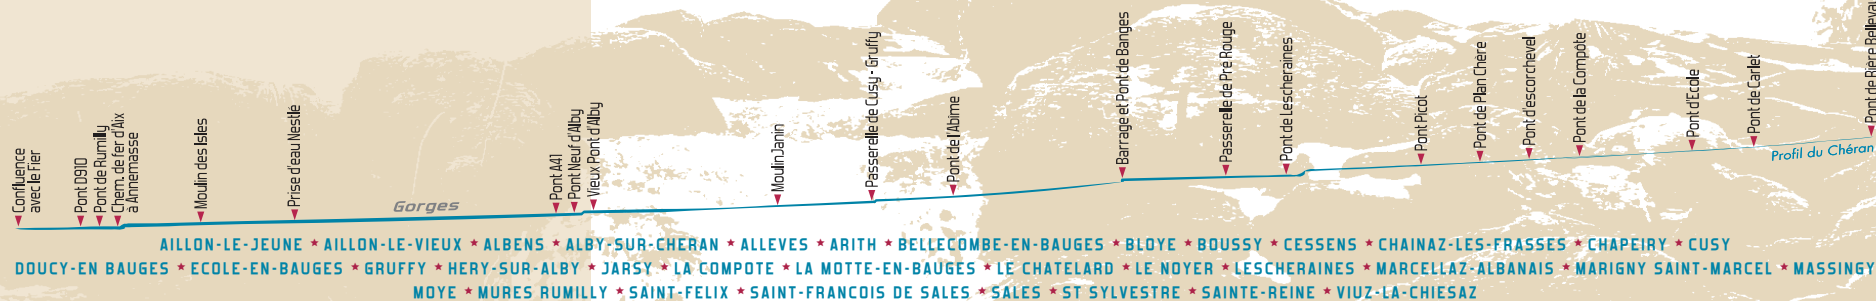 Confluence
avec le Fier
Pont D910
Pont de Rumilly
Chem. de fer d'Aix
à Annemasse
Moulin des Isles
Prise d'eau Nestlé
Gorges
Pont A41
Pont Neuf d'Alby
Vieux Pont d'Alby
Moulin Janin
Passerelle de Cusy - Gruffy
Pont de l'Abime
Barrage et Pont de Banges
Passerelle de Pré Rouge
Pont de Lescheraines
Pont Picot
Pont de Plan Chère
Pont d'escorchevel
Pont de la Compôte
Pont d'Ecole
Pont de Carlet
Pont de
Profil du Chéran
AILLON-LE-JEUNE ★ AILLON-LE-VIEUX ★ ALBENS ★ ALBY-SUR-CHERAN ★ ALLEVES ★ ARITH ★ BELLECOMBE-EN-BAUGES ★ BLOYE ★ BOUSSY ★ CESSENS ★ CHAINAZ-LES-FRASSES ★ CHAPEIRY ★ CUSY
DOUCY-EN BAUGES ★ ECOLE-EN-BAUGES ★ GRUFFY ★ HERY-SUR-ALBY ★ JARSY ★ LA COMPOTE ★ LA MOTTE-EN-BAUGES ★ LE CHATELARD ★ LE NOYER ★ LESCHERAINES ★ MARCELLAZ-ALBANAIS ★ MARIGNY SAINT-MARCEL ★ MASSINGY
MOYE ★ MURES RUMILLY ★ SAINT-FELIX ★ SAINT-FRANCOIS DE SALES ★ SALES ★ ST SYLVESTRE ★ SAINTE-REINE ★ VIUZ-LA-CHIESAZ